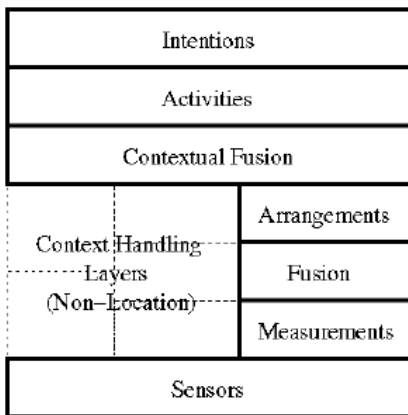 Intentions
Activities
Contextual Fusion
Arrangements
Context Handling
Layers
(Non-Location)
Fusion
Measurements
Sensors